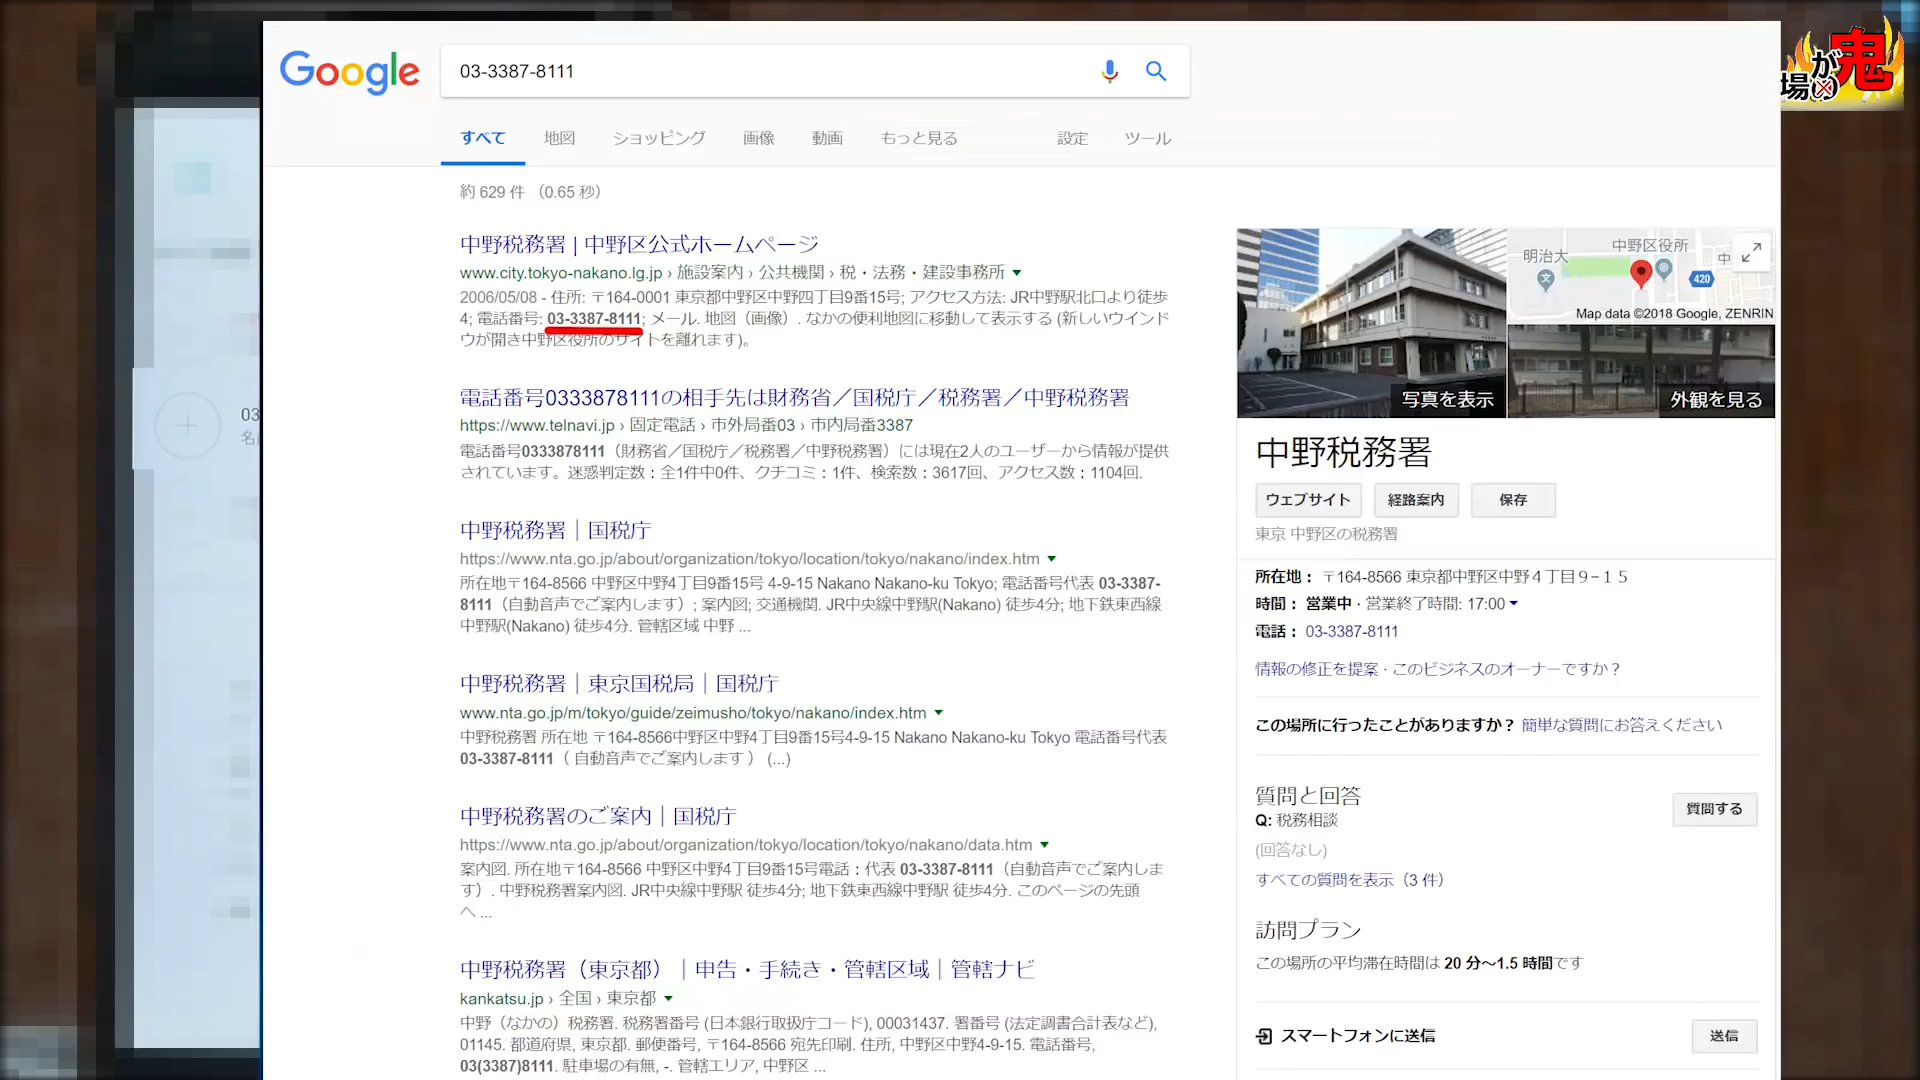 Google
03-3387-8111
すべて 地図 ショッピング 画像 動画 もっと見る 設定 ツール
約 629 件 （0.65 秒）
中野税務署 | 中野区公式ホームページ
www.city.tokyo-nakano.lg.jp › 施設案内 › 公共機関 › 税・法務・建設事務所
2006/05/08 - 住所: 〒164-0001 東京都中野区中野四丁目9番15号; アクセス方法: JR中野駅北口より徒歩
4; 電話番号: 03-3387-8111; メール. 地図（画像）. なかの便利地図に移動して表示する (新しいウインド
ウが開き中野区役所のサイトを離れます)。
電話番号0333878111の相手先は財務省／国税庁／税務署／中野税務署
https://www.telnavi.jp › 固定電話 › 市外局番03 › 市内局番3387
電話番号0333878111（財務省／国税庁／税務署／中野税務署）には現在2人のユーザーから情報が提供
されています。迷惑判定数：全1件中0件、クチコミ：1件、検索数：3617回、アクセス数：1104回.
中野税務署｜国税庁
https://www.nta.go.jp/about/organization/tokyo/location/tokyo/nakano/index.htm
所在地〒164-8566 中野区中野4丁目9番15号 4-9-15 Nakano Nakano-ku Tokyo; 電話番号代表 03-3387-
8111（自動音声でご案内します）; 案内図; 交通機関. JR中央線中野駅(Nakano) 徒歩4分; 地下鉄東西線
中野駅(Nakano) 徒歩4分. 管轄区域 中野 ...
中野税務署｜東京国税局｜国税庁
www.nta.go.jp/m/tokyo/guide/zeimusho/tokyo/nakano/index.htm
中野税務署 所在地 〒164-8566中野区中野4丁目9番15号4-9-15 Nakano Nakano-ku Tokyo 電話番号代表
03-3387-8111（ 自動音声でご案内します ） (...)
中野税務署のご案内｜国税庁
https://www.nta.go.jp/about/organization/tokyo/location/tokyo/nakano/data.htm
案内図. 所在地〒164-8566 中野区中野4丁目9番15号電話：代表 03-3387-8111（自動音声でご案内しま
す）. 中野税務署案内図. JR中央線中野駅 徒歩4分; 地下鉄東西線中野駅 徒歩4分. このページの先頭
へ ...
中野税務署（東京都）｜申告・手続き・管轄区域｜管轄ナビ
kankatsu.jp › 全国 › 東京都
中野（なかの）税務署. 税務署番号 (日本銀行取扱庁コード), 00031437. 署番号 (法定調書合計表など),
01145. 都道府県, 東京都. 郵便番号, 〒164-8566 宛先印刷. 住所, 中野区中野4-9-15. 電話番号,
03(3387)8111. 駐車場の有無, -. 管轄エリア, 中野区 ...
明治大
中野区役所
中
420
Map data ©2018 Google, ZENRIN
写真を表示
外観を見る
中野税務署
ウェブサイト 経路案内 保存
東京 中野区の税務署
所在地： 〒164-8566 東京都中野区中野４丁目９−１５
時間： 営業中 · 営業終了時間: 17:00
電話： 03-3387-8111
情報の修正を提案 · このビジネスのオーナーですか？
この場所に行ったことがありますか？ 簡単な質問にお答えください
質問と回答
質問する
Q: 税務相談
(回答なし)
すべての質問を表示（3 件）
訪問プラン
この場所の平均滞在時間は 20 分～1.5 時間です
スマートフォンに送信
送信
03
鬼
が
場